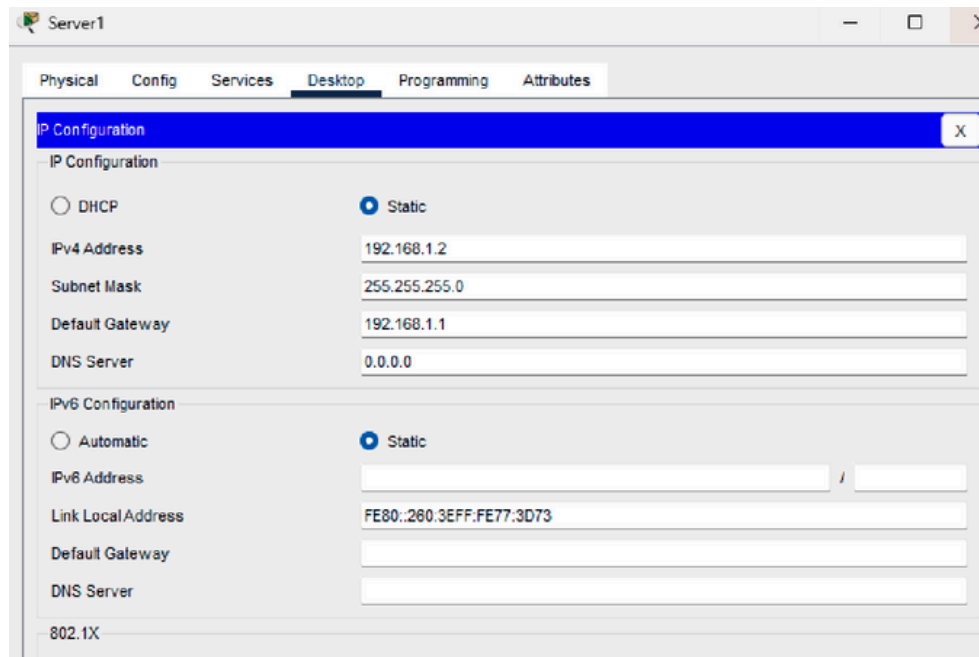 Server1
Physical Config Services Desktop Programming Attributes
IP Configuration X
IP Configuration
DHCP Static
IPv4 Address 192.168.1.2
Subnet Mask 255.255.255.0
Default Gateway 192.168.1.1
DNS Server 0.0.0.0
IPv6 Configuration
Automatic Static
IPv6 Address /
Link Local Address FE80::260:3EFF:FE77:3D73
Default Gateway
DNS Server
802.1X